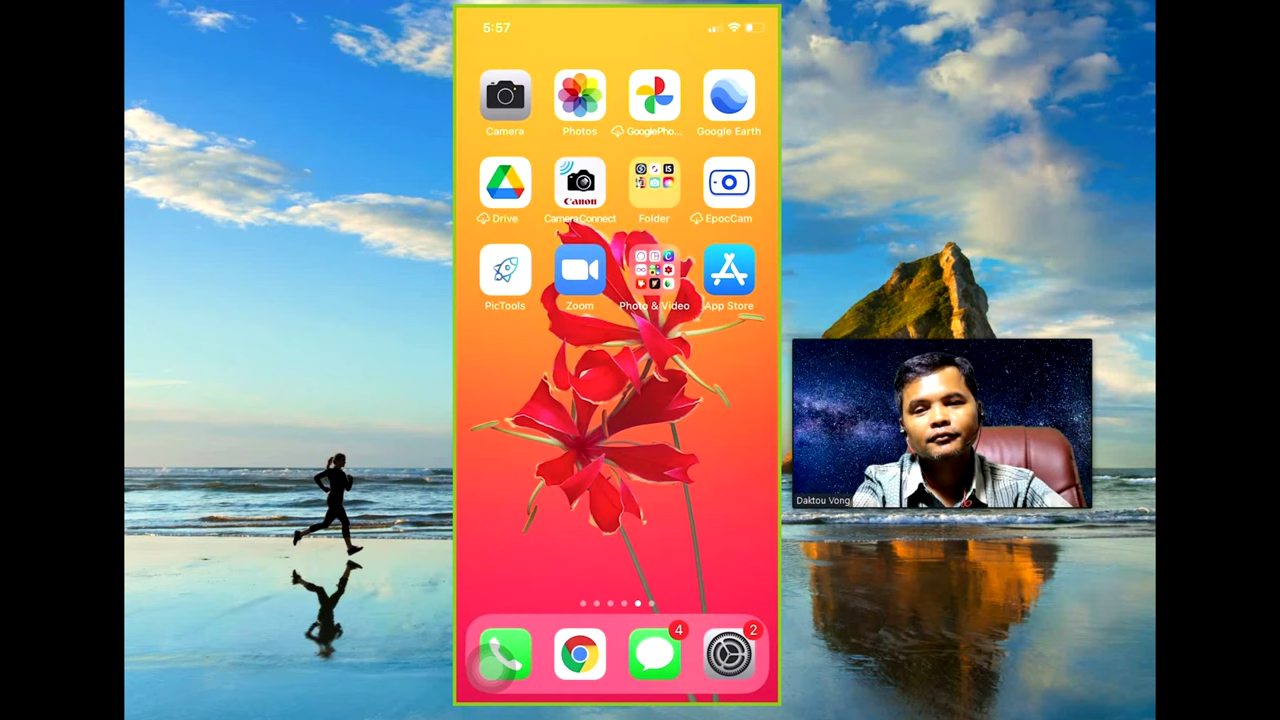 5:57
Camera
Photos
GooglePho...
Google Earth
Drive
Canon
CameraConnect
Folder
EpocCam
PicTools
Zoom
Photo & Video
App Store
Daktou Vong
4
2